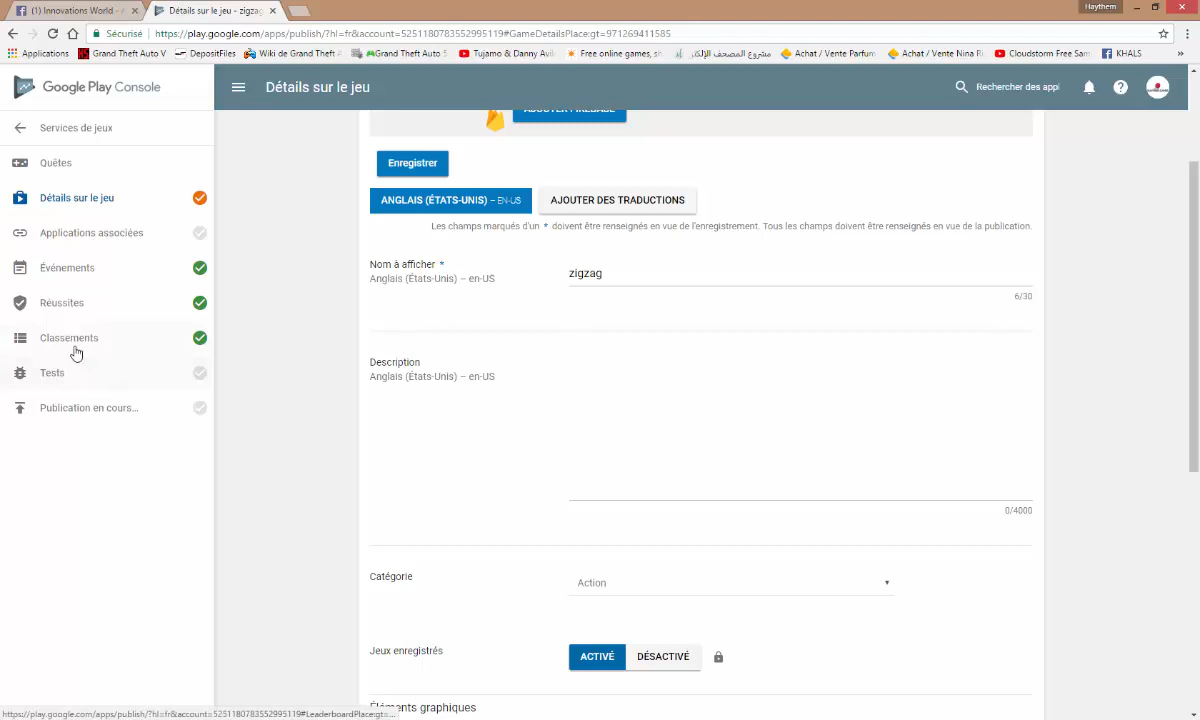 (1) Innovations World -
Détails sur le jeu - zigzag
Haythem
Sécurisé
https://play.google.com/apps/publish/?hl=fr&account=5251180783552995119#GameDetailsPlace:gt=971269411585
Applications
Grand Theft Auto V
DepositFiles
Wiki de Grand Theft A
Grand Theft Auto 5
Tujamo & Danny Avila
Free online games, sh
مشروع المصحف الإلكتر
Achat / Vente Parfum
Achat / Vente Nina Ri
Cloudstorm Free Sam
KHALS
»
Google Play Console
Détails sur le jeu
Rechercher des appl
Services de jeux
Quêtes
Détails sur le jeu
Applications associées
Événements
Réussites
Classements
Tests
Publication en cours...
AJOUTER FIREBASE
Enregistrer
ANGLAIS (ÉTATS-UNIS) – EN-US
AJOUTER DES TRADUCTIONS
Les champs marqués d'un * doivent être renseignés en vue de l'enregistrement. Tous les champs doivent être renseignés en vue de la publication.
Nom à afficher *
Anglais (États-Unis) – en-US
zigzag
6/30
Description
Anglais (États-Unis) – en-US
0/4000
Catégorie
Action
Jeux enregistrés
ACTIVÉ
DÉSACTIVÉ
Éléments graphiques
https://play.google.com/apps/publish/?hl=fr&account=5251180783552995119#LeaderboardPlace:gt=...